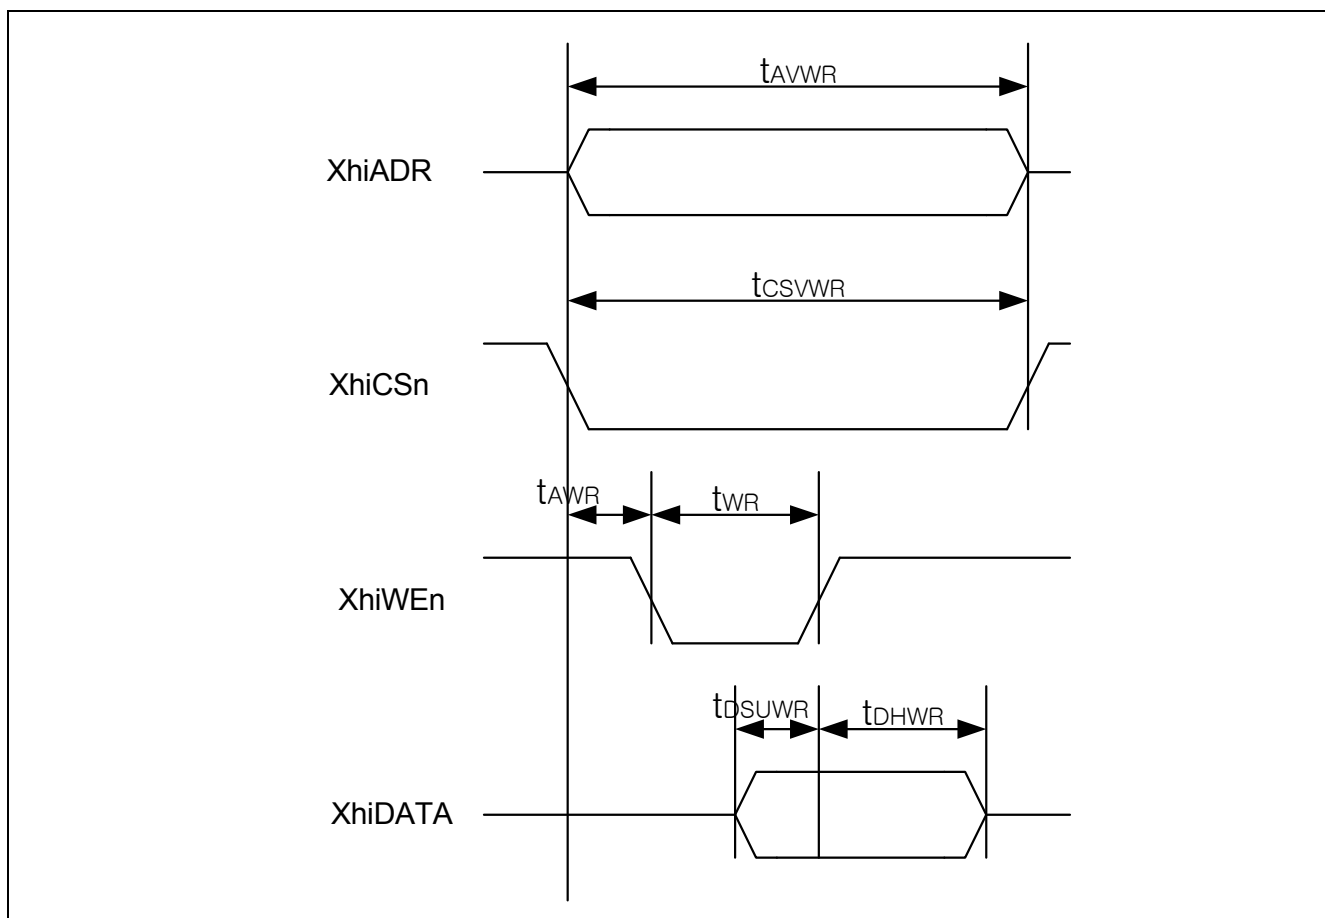 tAVWR
XhiADR
tCSVWR
XhiCSn
tAWR tWR
XhiWEn
tDSUWR tDHWR
XhiDATA